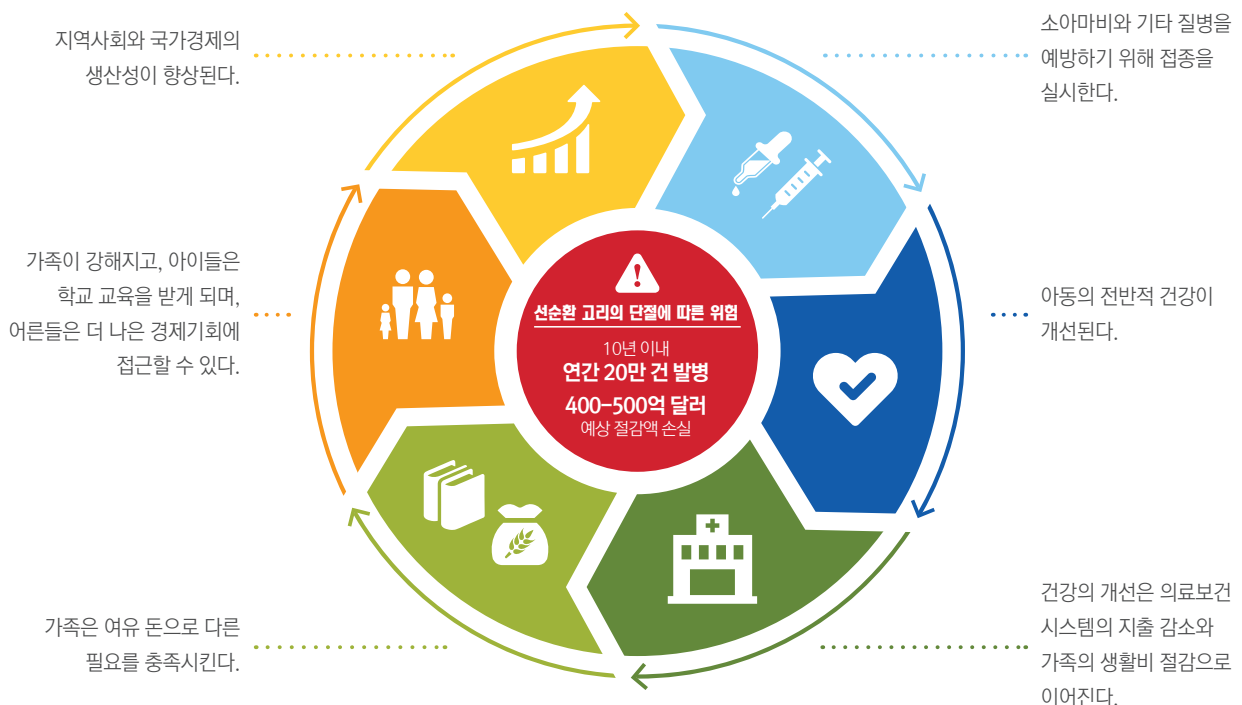 소아마비와 기타 질병을
예방하기 위해 접종을
실시한다.
아동의 전반적 건강이
개선된다.
건강의 개선은 의료보건
시스템의 지출 감소와
가족의 생활비 절감으로
이어진다.
가족은 여유 돈으로 다른
필요를 충족시킨다.
가족이 강해지고, 아이들은
학교 교육을 받게 되며,
어른들은 더 나은 경제기회에
접근할 수 있다.
지역사회와 국가경제의
생산성이 향상된다.
선순환 고리의 단절에 따른 위험
10년 이내
연간 20만 건 발병
400-500억 달러
예상 절감액 손실